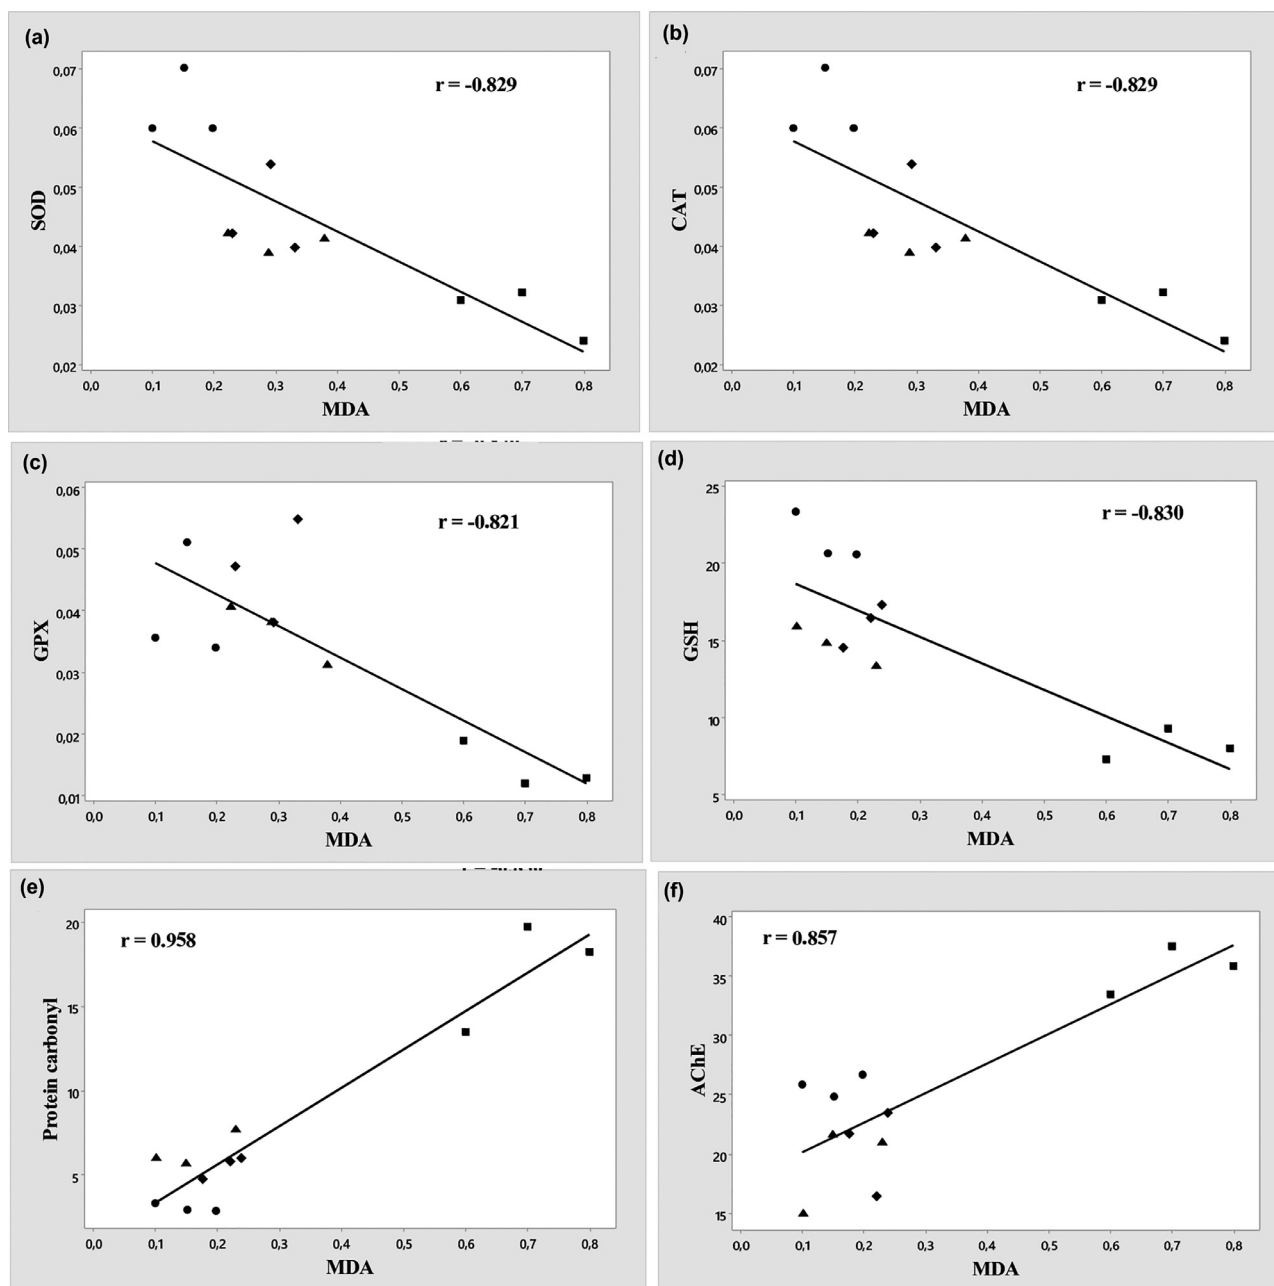 (a)
r = -0.829
SOD
0,07
0,06
0,05
0,04
0,03
0,02
0,0 0,1 0,2 0,3 0,4 0,5 0,6 0,7 0,8
MDA
(b)
r = -0.829
CAT
0,07
0,06
0,05
0,04
0,03
0,02
0,0 0,1 0,2 0,3 0,4 0,5 0,6 0,7 0,8
MDA
(c)
r = -0.821
GPX
0,06
0,05
0,04
0,03
0,02
0,01
0,0 0,1 0,2 0,3 0,4 0,5 0,6 0,7 0,8
MDA
(d)
r = -0.830
GSH
25
20
15
10
5
0,0 0,1 0,2 0,3 0,4 0,5 0,6 0,7 0,8
MDA
(e)
r = 0.958
Protein carbonyl
20
15
10
5
0,0 0,1 0,2 0,3 0,4 0,5 0,6 0,7 0,8
MDA
(f)
r = 0.857
AChE
40
35
30
25
20
15
0,0 0,1 0,2 0,3 0,4 0,5 0,6 0,7 0,8
MDA